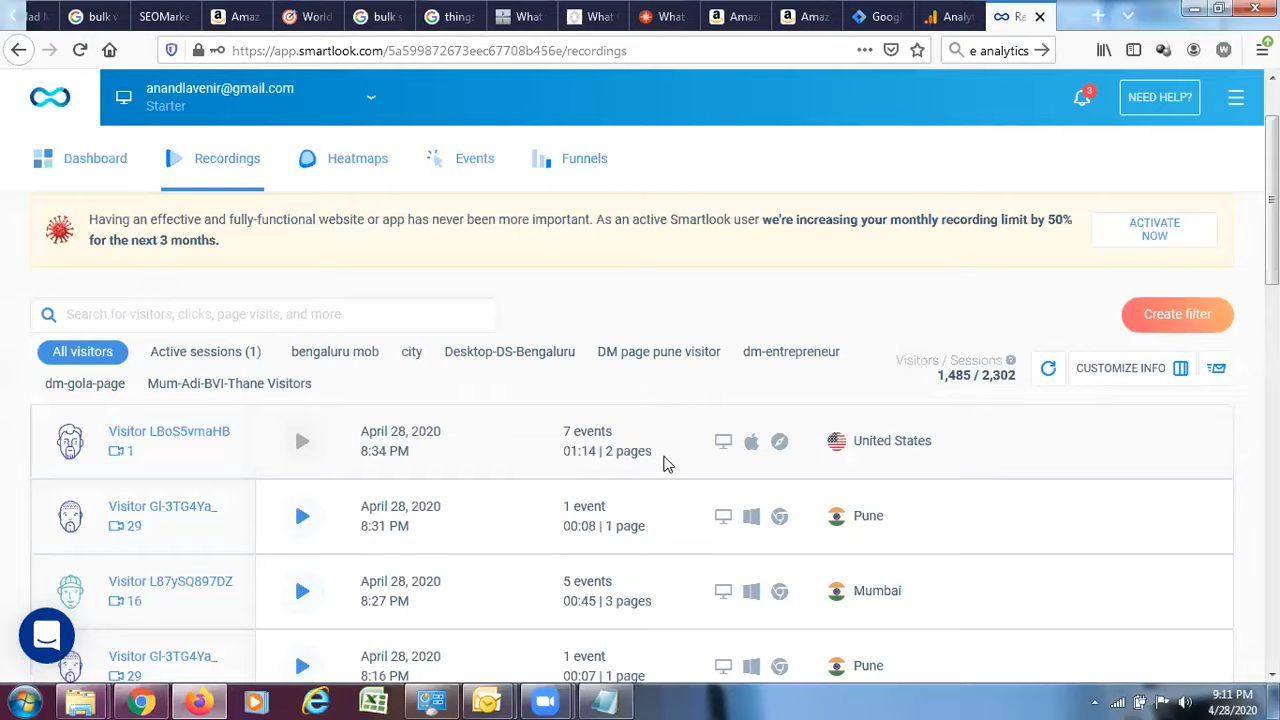 bulk v
SEOMarke
Amaz
World
bulk s
thing:
What
What
What
Amaz
Amaz
Googl
Analyt
Re
https://app.smartlook.com/5a599872673eec67708b456e/recordings
e analytics
anandlavenir@gmail.com
Starter
3
NEED HELP?
Dashboard
Recordings
Heatmaps
Events
Funnels
Having an effective and fully-functional website or app has never been more important. As an active Smartlook user we're increasing your monthly recording limit by 50%
for the next 3 months.
ACTIVATE
NOW
Search for visitors, clicks, page visits, and more
Create filter
All visitors
Active sessions (1)
bengaluru mob
city
Desktop-DS-Bengaluru
DM page pune visitor
dm-entrepreneur
dm-gola-page
Mum-Adi-BVI-Thane Visitors
Visitors / Sessions
1,485 / 2,302
CUSTOMIZE INFO
Visitor LBoS5vmaHB
1
April 28, 2020
8:34 PM
7 events
01:14 | 2 pages
United States
Visitor Gl-3TG4Ya_
29
April 28, 2020
8:31 PM
1 event
00:08 | 1 page
Pune
Visitor L87ySQ897DZ
16
April 28, 2020
8:27 PM
5 events
00:45 | 3 pages
Mumbai
Visitor Gl-3TG4Ya_
29
April 28, 2020
8:16 PM
1 event
00:07 | 1 page
Pune
9:11 PM
4/28/2020